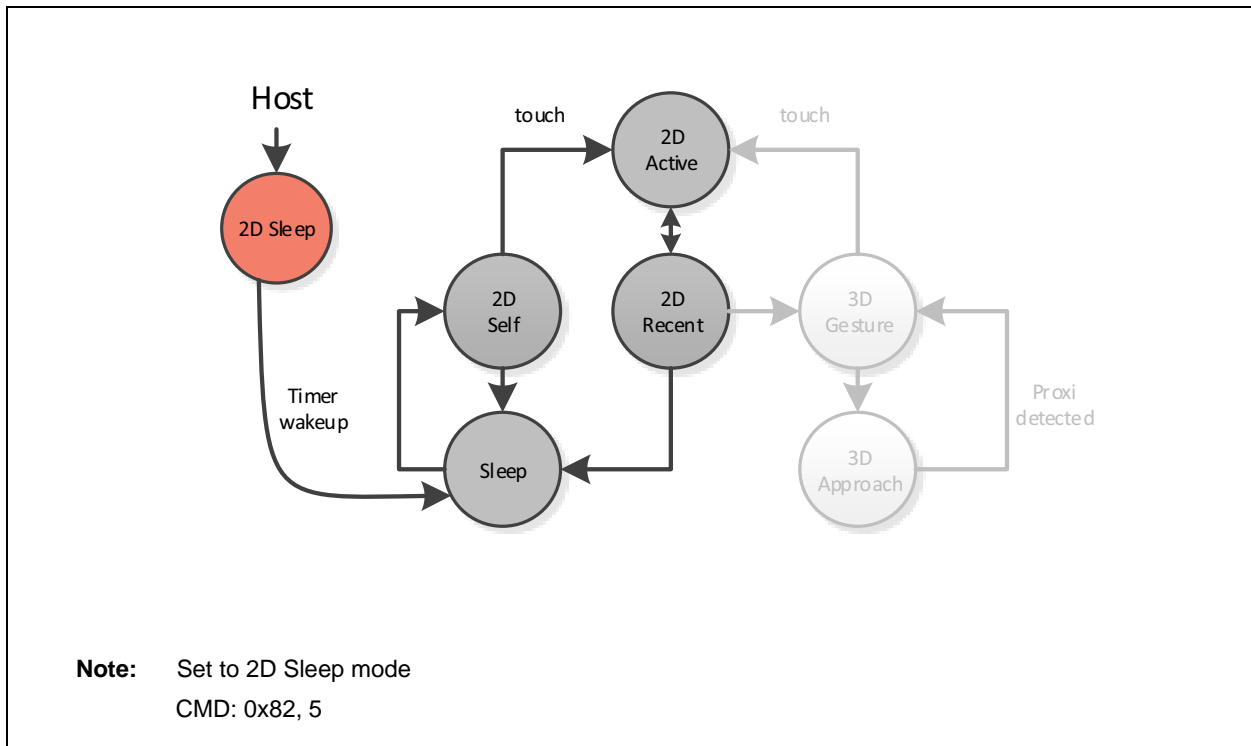 Host
touch
touch
2D
Active
2D Sleep
2D
Self
2D
Recent
3D
Gesture
Timer
wakeup
Proxi
detected
Sleep
3D
Approach
Note: Set to 2D Sleep mode
CMD: 0x82, 5